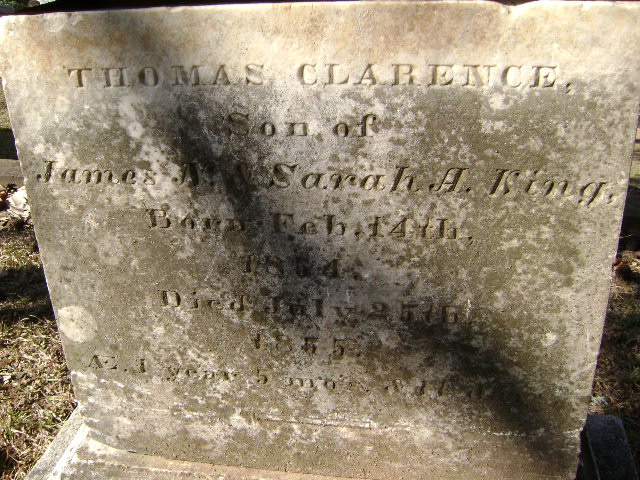 THOMAS CLARENCE,
Son of
James & Sarah A. King,
Born Feb. 14th,
1854.
Died July 25th
1855.
1 year 5 mo's &